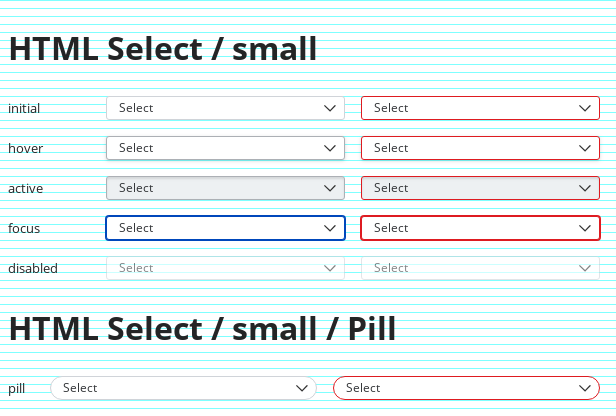 HTML Select / small
initial Select Select
hover Select Select
active Select Select
focus Select Select
disabled Select Select
HTML Select / small / Pill
pill Select Select